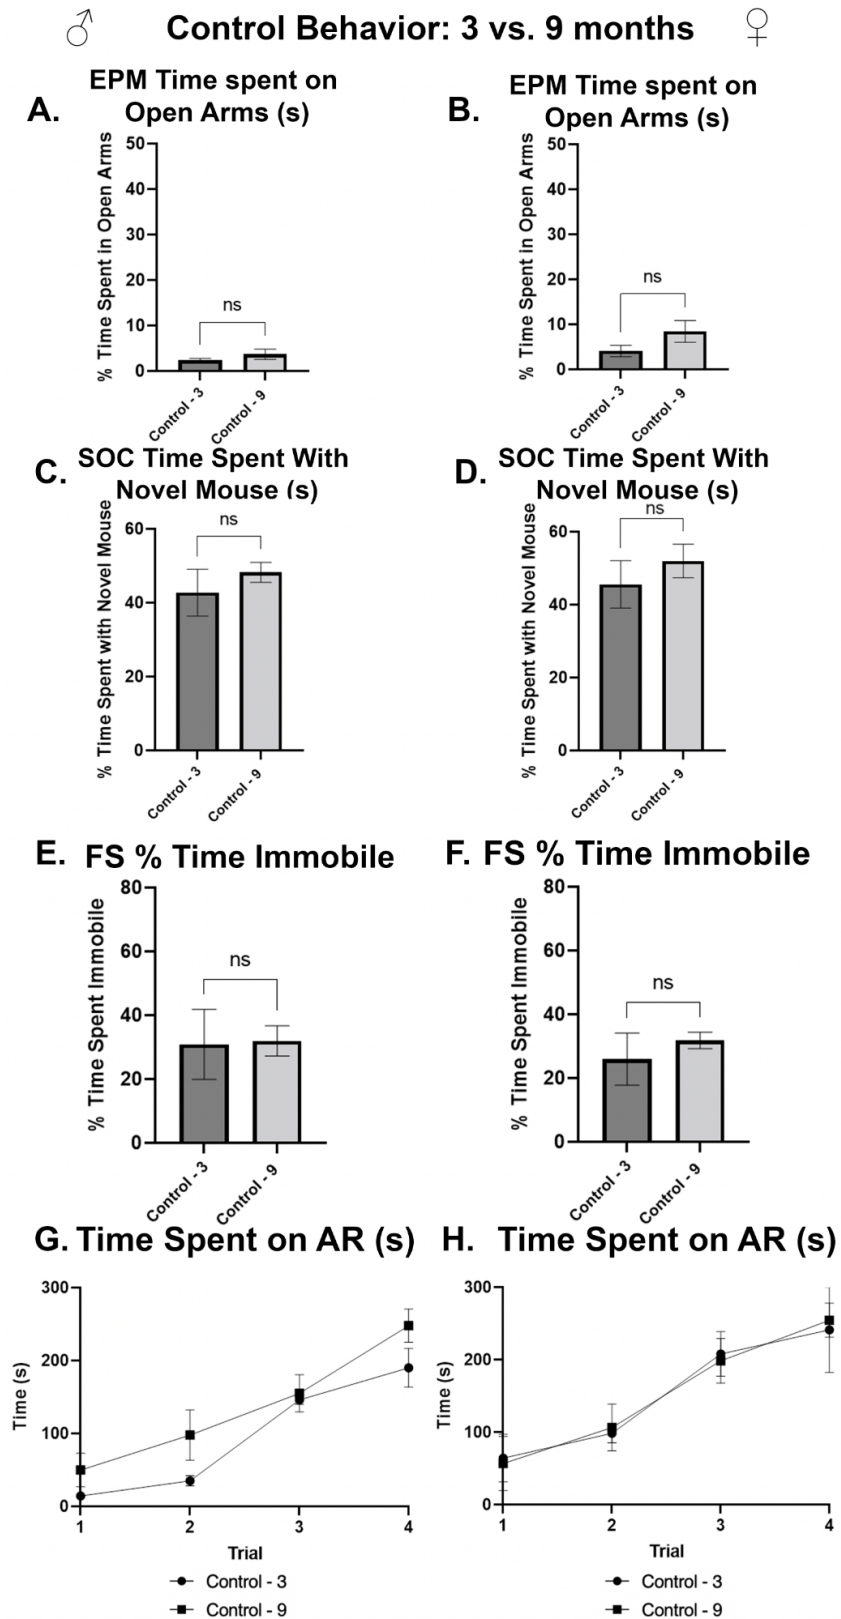 ♂ Control Behavior: 3 vs. 9 months ♀
A.
EPM Time spent on
Open Arms (s)
% Time Spent in Open Arms
50
40
30
20
10
0
ns
Control - 3
Control - 9
B.
EPM Time spent on
Open Arms (s)
% Time Spent in Open Arms
50
40
30
20
10
0
ns
Control - 3
Control - 9
C.
SOC Time Spent With
Novel Mouse (s)
% Time Spent with Novel Mouse
60
40
20
0
ns
Control - 3
Control - 9
D.
SOC Time Spent With
Novel Mouse (s)
% Time Spent with Novel Mouse
60
40
20
0
ns
Control - 3
Control - 9
E. FS % Time Immobile
% Time Spent Immobile
80
60
40
20
0
ns
Control - 3
Control - 9
F. FS % Time Immobile
% Time Spent Immobile
80
60
40
20
0
ns
Control - 3
Control - 9
G. Time Spent on AR (s)
Time (s)
300
200
100
0
1 2 3 4
Trial
Control - 3
Control - 9
H. Time Spent on AR (s)
Time (s)
300
200
100
0
1 2 3 4
Trial
Control - 3
Control - 9